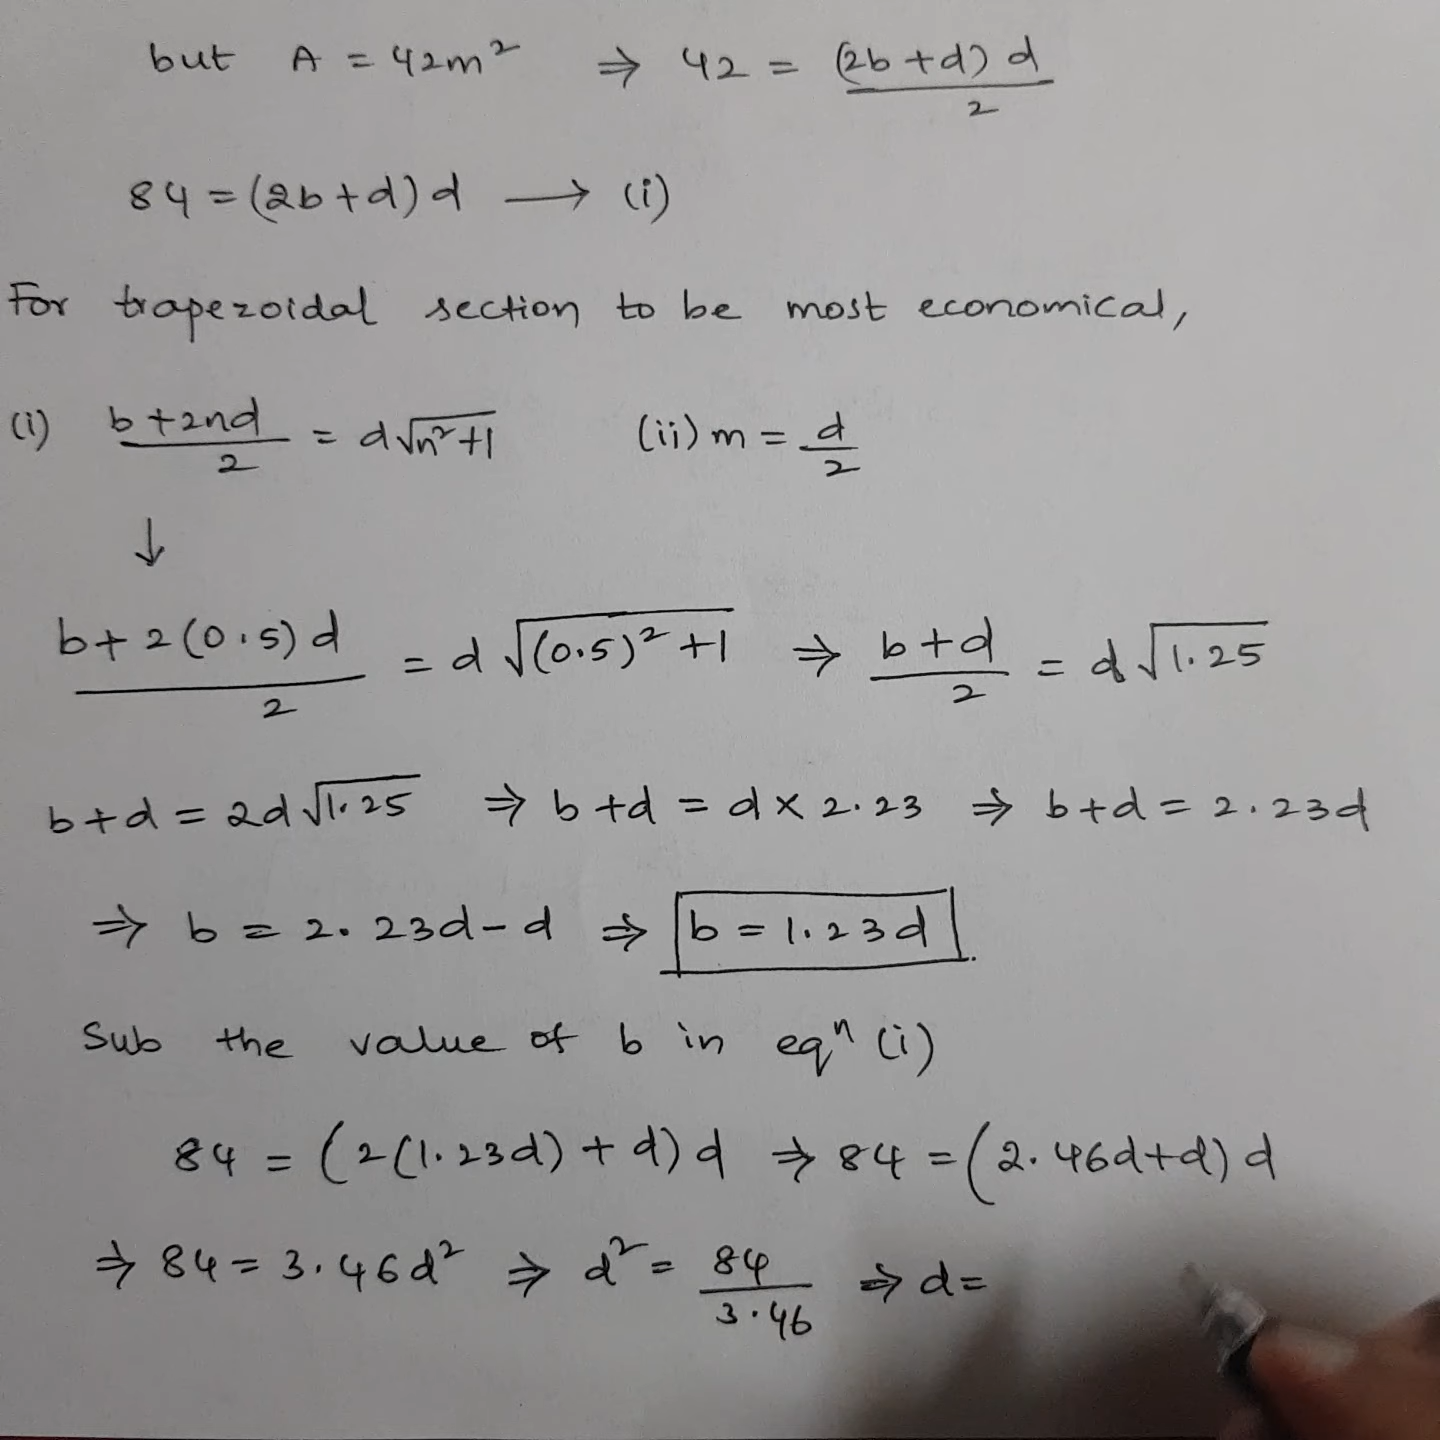 but A = 42m² ⇒ 42 = (2b+d)d/2
84 = (2b+d)d ⟶ (i)
For trapezoidal section to be most economical,
(i) b+2nd/2 = d√n²+1 (ii) m = d/2
↓
b+2(0.5)d/2 = d√(0.5)²+1 ⇒ b+d/2 = d√1.25
b+d = 2d√1.25 ⇒ b+d = d×2.23 ⇒ b+d = 2.23d
⇒ b = 2.23d-d ⇒ b = 1.23d
Sub the value of b in eqⁿ (i)
84 = (2(1.23d)+d)d ⇒ 84 = (2.46d+d)d
⇒ 84 = 3.46d² ⇒ d² = 84/3.46 ⇒ d=